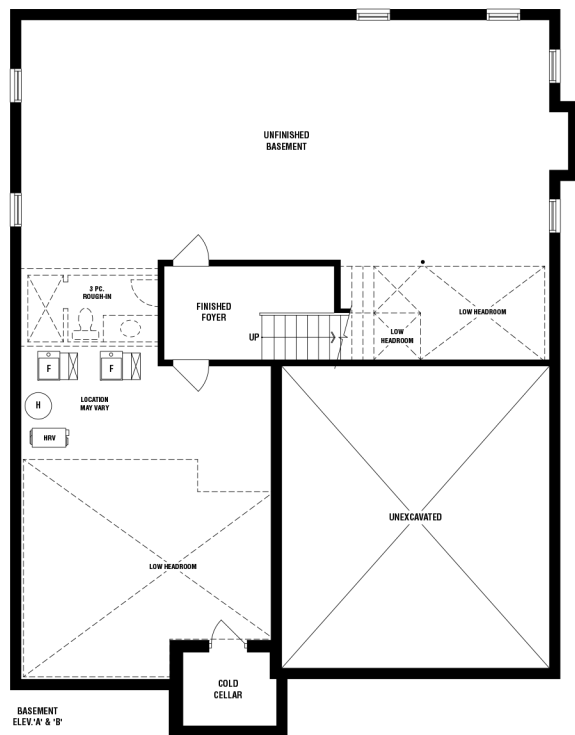 UNFINISHED
BASEMENT
3 PC.
ROUGH-IN
FINISHED
FOYER
UP
LOW
HEADROOM
LOW HEADROOM
F
F
H
LOCATION
MAY VARY
HRV
UNEXCAVATED
LOW HEADROOM
COLD
CELLAR
BASEMENT
ELEV.'A' & 'B'